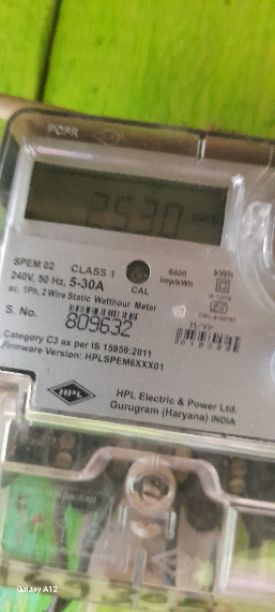 2530
SPEM 02 CLASS 1 6400 kWh
240V, 50 Hz, 5-30A CAL imp/kWh
ac, 1Ph, 2 Wire Static Watthour Meter
S. No. 809632
Category C3 as per IS 15959:2011
Firmware Version: HPLSPEM6XXX01
HPL
HPL Electric & Power Ltd.
Gurugram (Haryana) INDIA
Galaxy A12